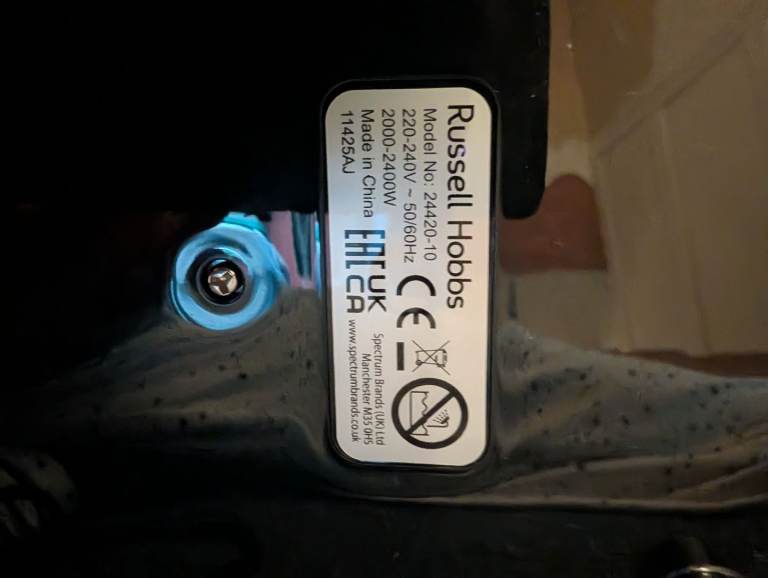 Russell Hobbs
Model No: 24420-10
220-240V ~ 50/60Hz
2000-2400W
Made in China
11425AJ
CE
EAC
UK
CA
Spectrum Brands (UK) Ltd
Manchester M35 0HS
www.spectrumbrands.co.uk